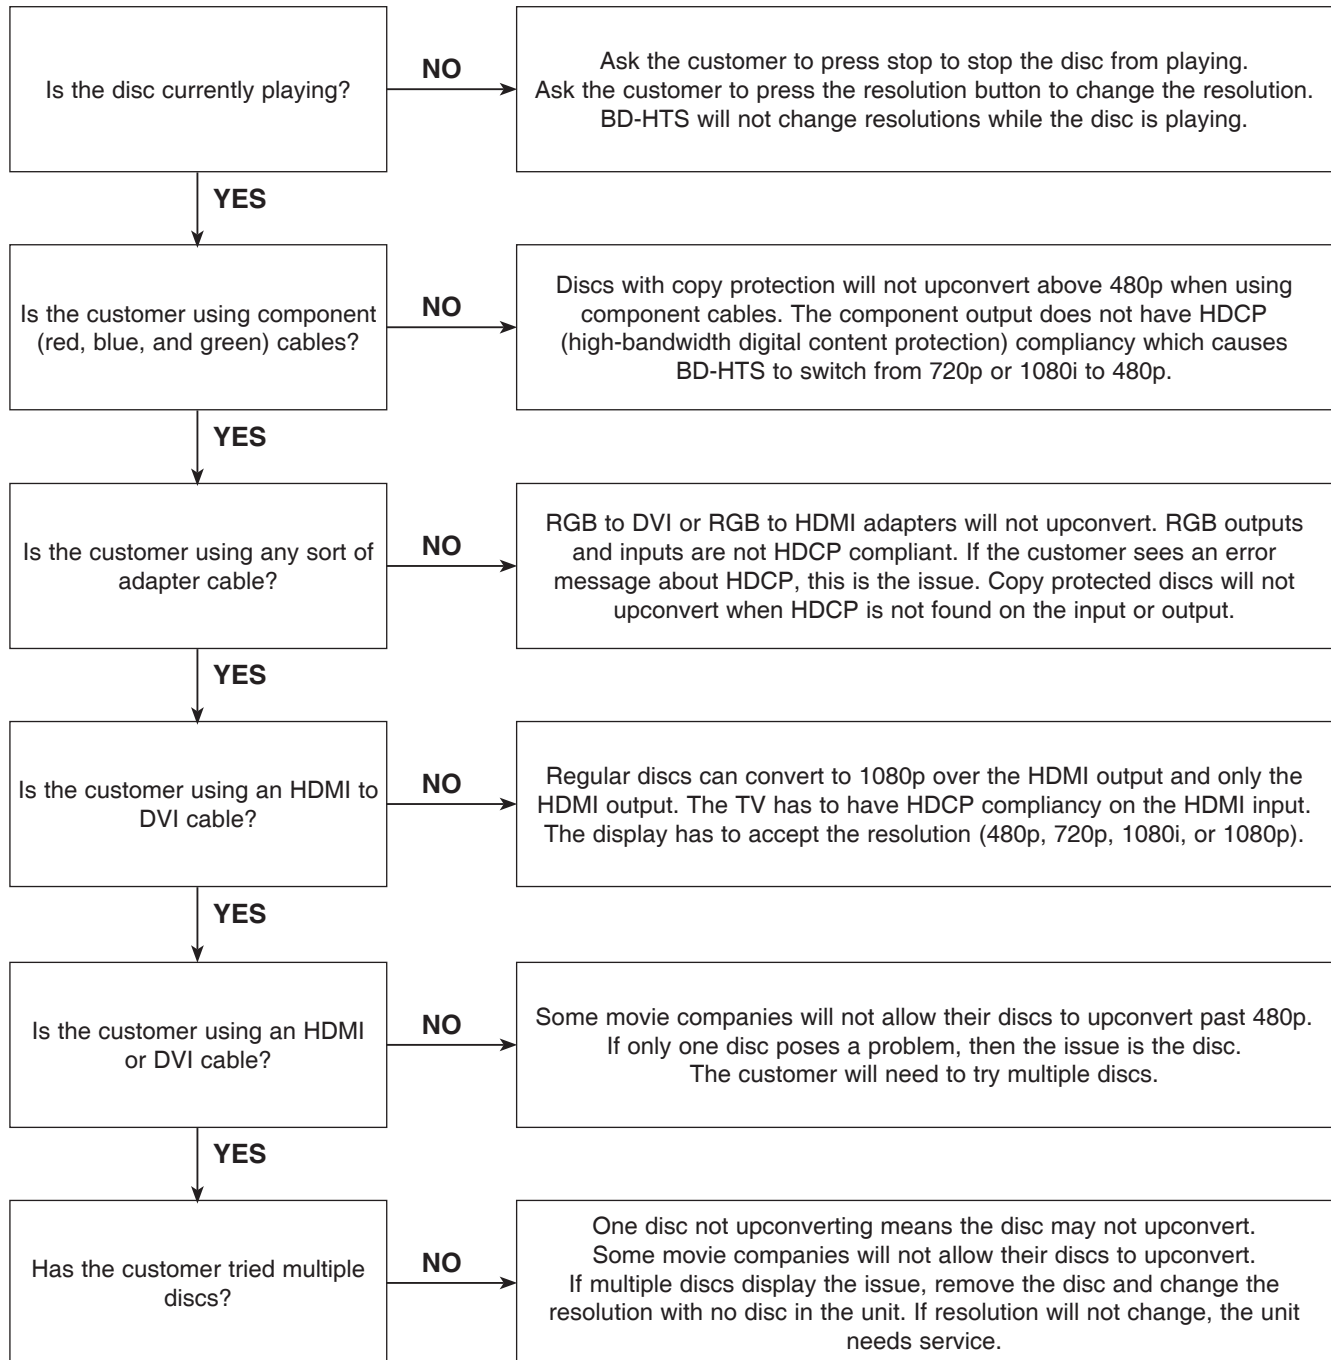 Is the disc currently playing?
NO
Ask the customer to press stop to stop the disc from playing.
Ask the customer to press the resolution button to change the resolution.
BD-HTS will not change resolutions while the disc is playing.
YES
Is the customer using component
(red, blue, and green) cables?
NO
Discs with copy protection will not upconvert above 480p when using
component cables. The component output does not have HDCP
(high-bandwidth digital content protection) compliancy which causes
BD-HTS to switch from 720p or 1080i to 480p.
YES
Is the customer using any sort of
adapter cable?
NO
RGB to DVI or RGB to HDMI adapters will not upconvert. RGB outputs
and inputs are not HDCP compliant. If the customer sees an error
message about HDCP, this is the issue. Copy protected discs will not
upconvert when HDCP is not found on the input or output.
YES
Is the customer using an HDMI to
DVI cable?
NO
Regular discs can convert to 1080p over the HDMI output and only the
HDMI output. The TV has to have HDCP compliancy on the HDMI input.
The display has to accept the resolution (480p, 720p, 1080i, or 1080p).
YES
Is the customer using an HDMI
or DVI cable?
NO
Some movie companies will not allow their discs to upconvert past 480p.
If only one disc poses a problem, then the issue is the disc.
The customer will need to try multiple discs.
YES
Has the customer tried multiple
discs?
NO
One disc not upconverting means the disc may not upconvert.
Some movie companies will not allow their discs to upconvert.
If multiple discs display the issue, remove the disc and change the
resolution with no disc in the unit. If resolution will not change, the unit
needs service.